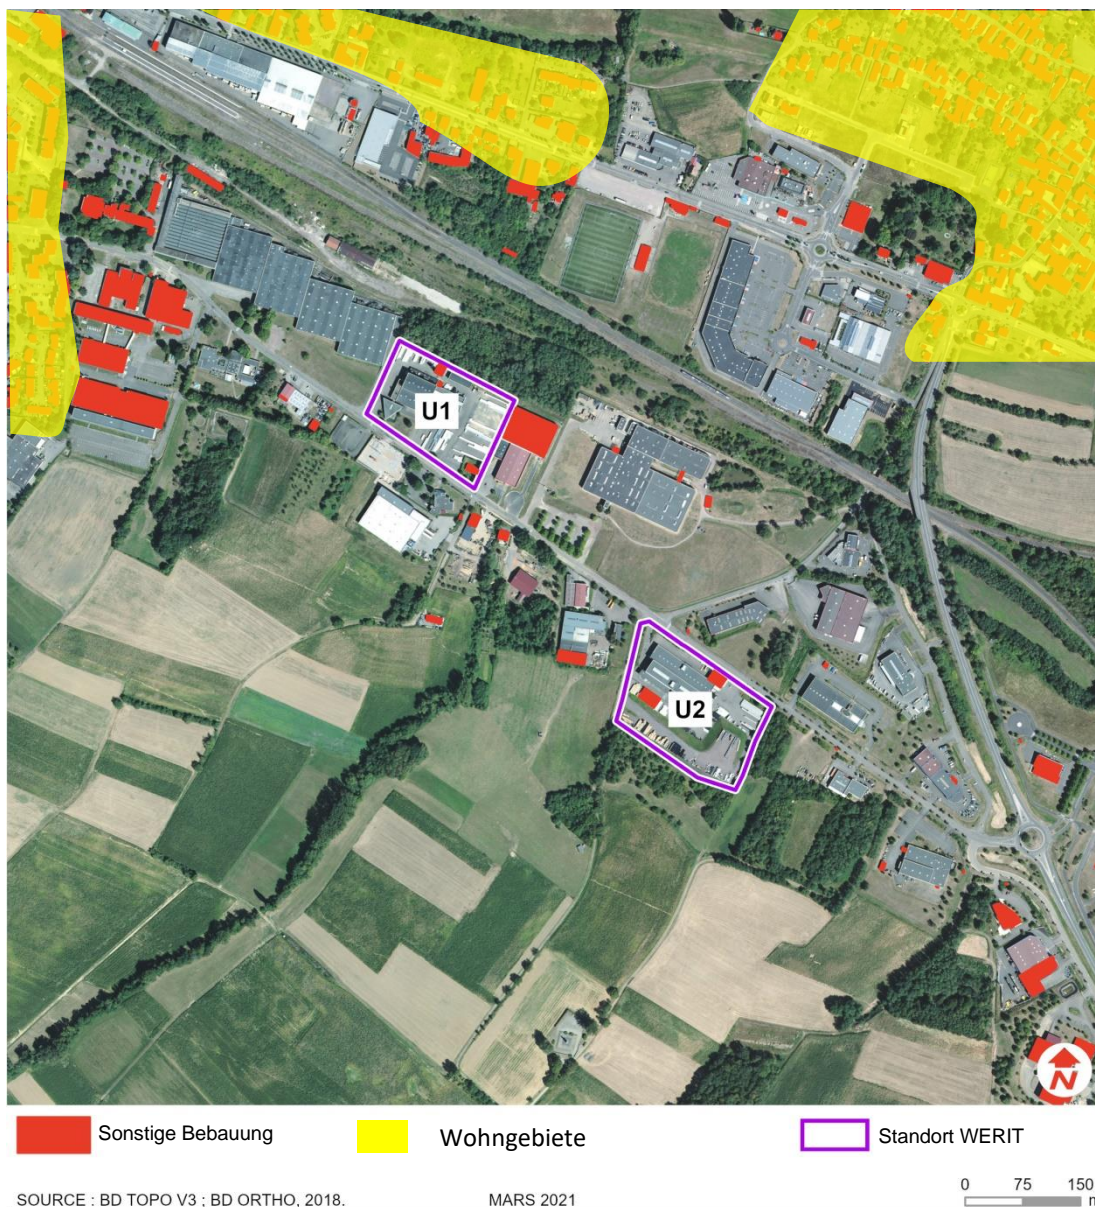 U1
U2
N
Sonstige Bebauung
Wohngebiete
Standort WERIT
SOURCE : BD TOPO V3 ; BD ORTHO, 2018.
MARS 2021
0 75 150
m